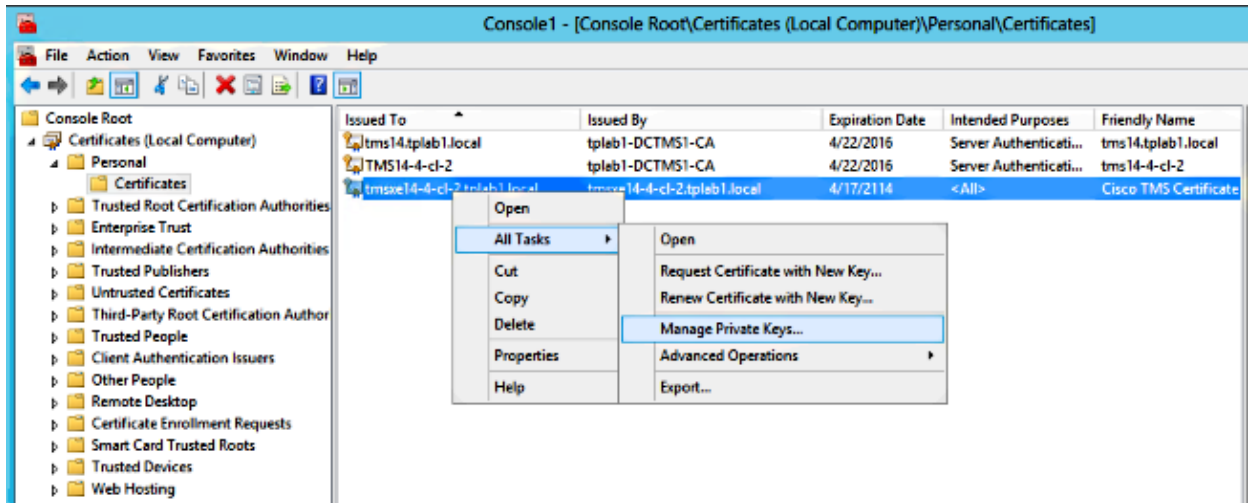 Console1 - [Console Root\Certificates (Local Computer)\Personal\Certificates]
File Action View Favorites Window Help
Console Root
Certificates (Local Computer)
Personal
Certificates
Trusted Root Certification Authorities
Enterprise Trust
Intermediate Certification Authorities
Trusted Publishers
Untrusted Certificates
Third-Party Root Certification Author
Trusted People
Client Authentication Issuers
Other People
Remote Desktop
Certificate Enrollment Requests
Smart Card Trusted Roots
Trusted Devices
Web Hosting
Issued To Issued By Expiration Date Intended Purposes Friendly Name
tms14.tplab1.local tplab1-DCTMS1-CA 4/22/2016 Server Authenticati... tms14.tplab1.local
TMS14-4-cl-2 tplab1-DCTMS1-CA 4/22/2016 Server Authenticati... tms14-4-cl-2
tmsxe14-4-cl-2.tplab1.local tmsxe14-4-cl-2.tplab1.local 4/17/2114 <All> Cisco TMS Certificate
Open
All Tasks
Cut
Copy
Delete
Properties
Help
Open
Request Certificate with New Key...
Renew Certificate with New Key...
Manage Private Keys...
Advanced Operations
Export...